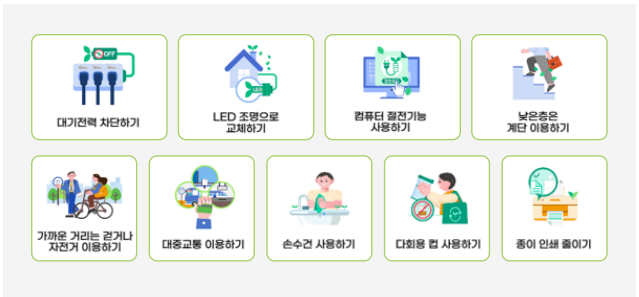 OFF
대기전력 차단하기
LED
LED 조명으로
교체하기
컴퓨터 절전기능
사용하기
낮은층은
계단 이용하기
가까운 거리는 걷거나
자전거 이용하기
대중교통 이용하기
손수건 사용하기
다회용 컵 사용하기
종이 인쇄 줄이기